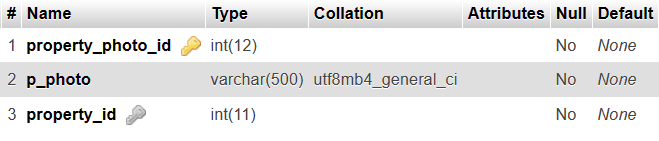 # Name Type Collation Attributes Null Default
1 property_photo_id int(12) No None
2 p_photo varchar(500) utf8mb4_general_ci No None
3 property_id int(11) No None